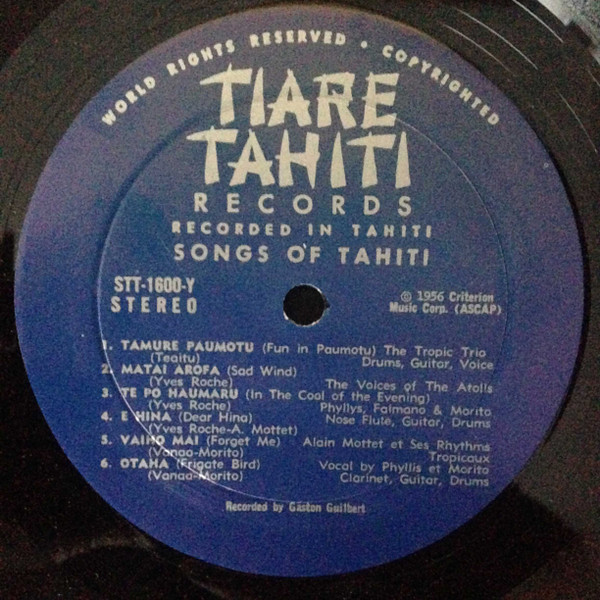 WORLD RIGHTS RESERVED • COPYRIGHTED
TIARE
TAHITI
RECORDS
RECORDED IN TAHITI
SONGS OF TAHITI
STT-1600-Y
STEREO
© 1956 Criterion
Music Corp. (ASCAP)
1. TAMURE PAUMOTU (Fun in Paumotu) The Tropic Trio
(Teaitu) Drums, Guitar, Voice
2. MATAI AROFA (Sad Wind)
(Yves Roche) The Voices of The Atolls
3. TE PO HAUMARU (In The Cool of the Evening)
(Yves Roche) Phyllys, Falmano & Morito
4. E HINA (Dear Hina) Nose Flute, Guitar, Drums
(Yves Roche-A. Mottet)
5. VAIHO MAI (Forget Me) Alain Mottet et Ses Rhythms
(Vanaa-Morito) Tropicaux
6. OTAHA (Frigate Bird) Vocal by Phyllis et Morito
(Vanaa-Morito) Clarinet, Guitar, Drums
Recorded by Gaston Guilbert